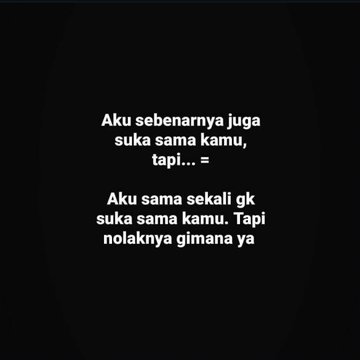 Aku sebenarnya juga
suka sama kamu,
tapi... =
Aku sama sekali gk
suka sama kamu. Tapi
nolaknya gimana ya